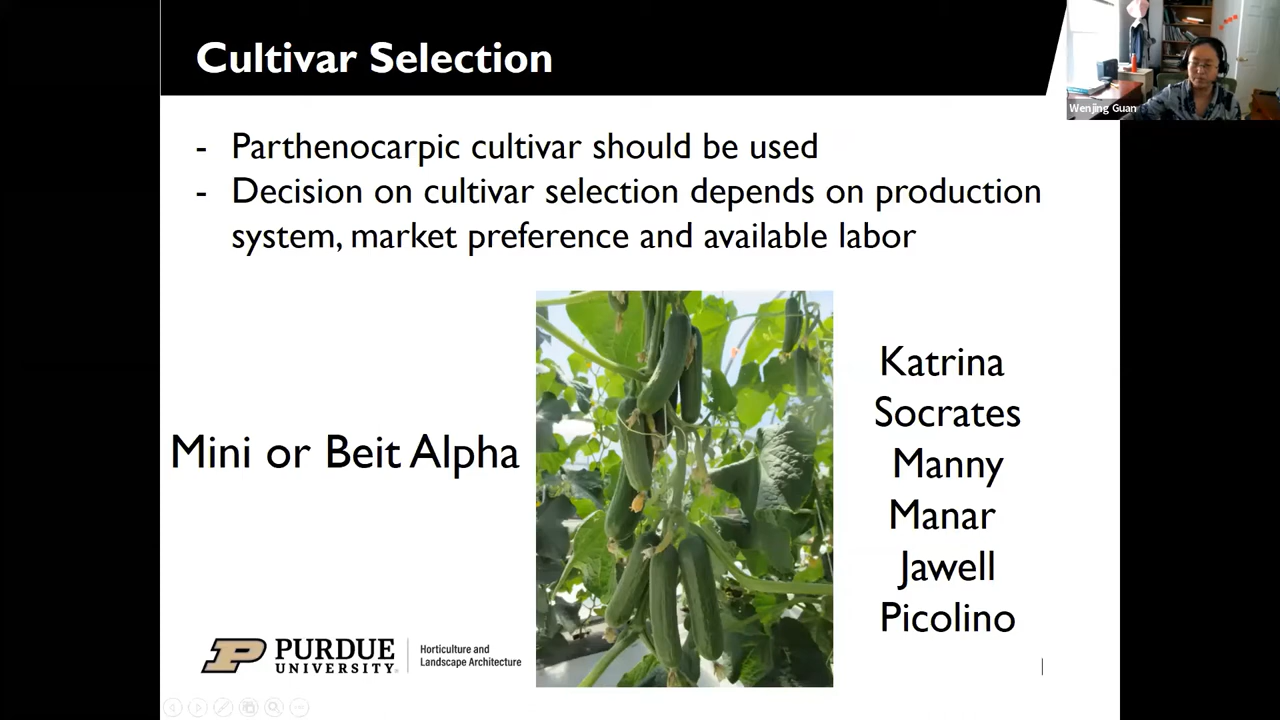 Cultivar Selection
Wenjing Guan
- Parthenocarpic cultivar should be used
- Decision on cultivar selection depends on production
system, market preference and available labor
Mini or Beit Alpha
Katrina
Socrates
Manny
Manar
Jawell
Picolino
P PURDUE
UNIVERSITY
Horticulture and
Landscape Architecture